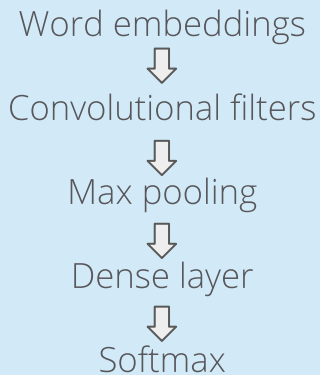 Word embeddings
Convolutional filters
Max pooling
Dense layer
Softmax